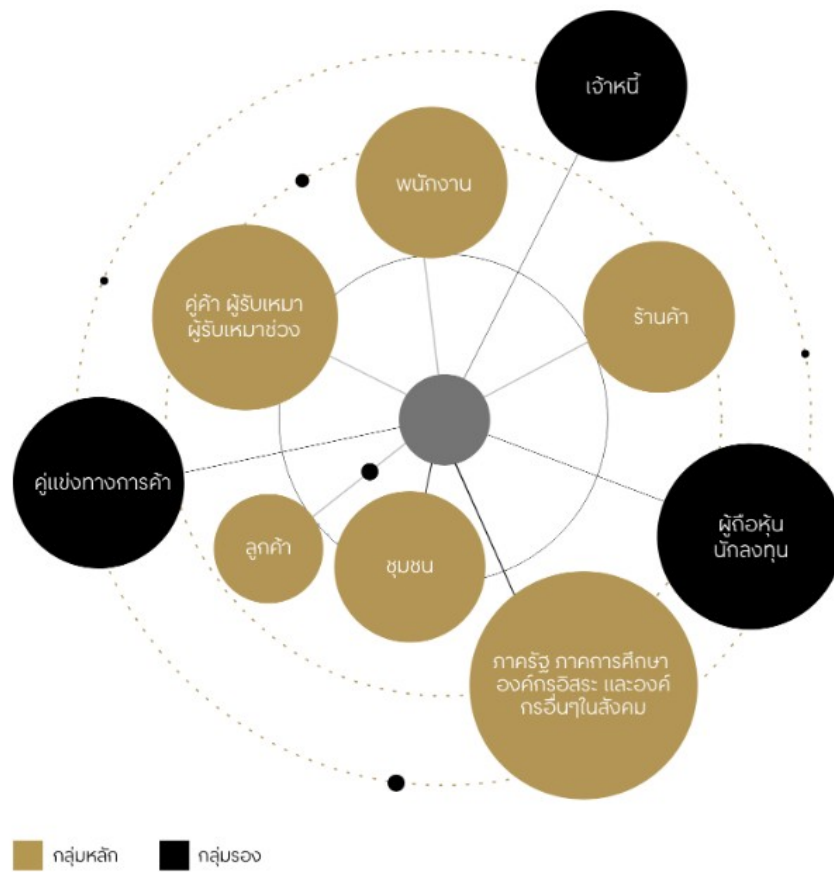 เจ้าหนี้
พนักงาน
คู่ค้า ผู้รับเหมา
ผู้รับเหมาช่วง
ร้านค้า
คู่แข่งทางการค้า
ลูกค้า
ชุมชน
ผู้ถือหุ้น
นักลงทุน
ภาครัฐ ภาคการศึกษา
องค์กรอิสระ และองค์
กรอื่นๆในสังคม
กลุ่มหลัก
กลุ่มรอง